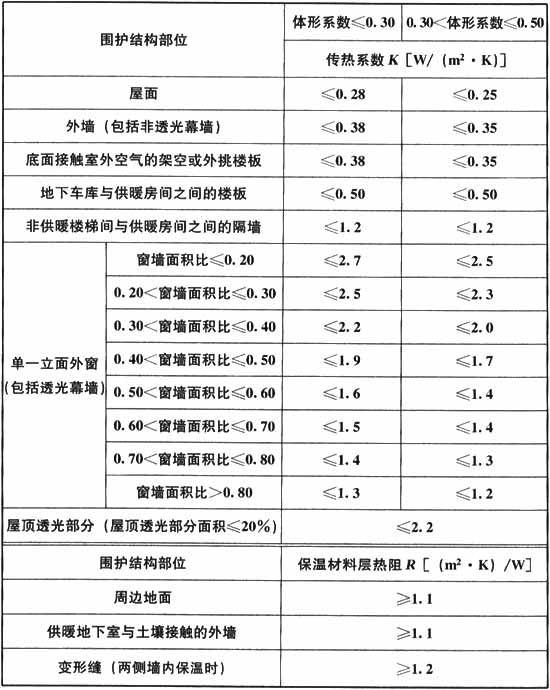 围护结构部位 体形系数≤0.30 0.30<体形系数≤0.50
传热系数 K [W/ (m²·K)]
屋面 ≤0.28 ≤0.25
外墙 (包括非透光幕墙) ≤0.38 ≤0.35
底面接触室外空气的架空或外挑楼板 ≤0.38 ≤0.35
地下车库与供暖房间之间的楼板 ≤0.50 ≤0.50
非供暖楼梯间与供暖房间之间的隔墙 ≤1.2 ≤1.2
单一立面外窗
(包括透光幕墙)
窗墙面积比≤0.20 ≤2.7 ≤2.5
0.20<窗墙面积比≤0.30 ≤2.5 ≤2.3
0.30<窗墙面积比≤0.40 ≤2.2 ≤2.0
0.40<窗墙面积比≤0.50 ≤1.9 ≤1.7
0.50<窗墙面积比≤0.60 ≤1.6 ≤1.4
0.60<窗墙面积比≤0.70 ≤1.5 ≤1.4
0.70<窗墙面积比≤0.80 ≤1.4 ≤1.3
窗墙面积比>0.80 ≤1.3 ≤1.2
屋顶透光部分 (屋顶透光部分面积≤20%) ≤2.2
围护结构部位 保温材料层热阻 R [ (m²·K) /W]
周边地面 ≥1.1
供暖地下室与土壤接触的外墙 ≥1.1
变形缝 (两侧墙内保温时) ≥1.2